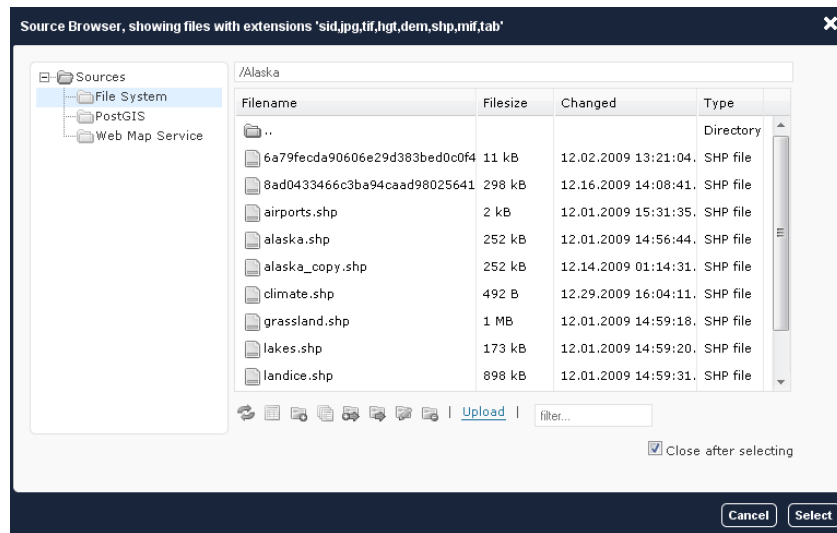 Source Browser, showing files with extensions 'sid,jpg,tif,hgt,dem,shp,mif,tab'
Sources
File System
PostGIS
Web Map Service
/Alaska
Filename Filesize Changed Type
.. Directory
6a79fecda90606e29d383bed0c0f4 11 kB 12.02.2009 13:21:04. SHP file
8ad0433466c3ba94caad98025641 298 kB 12.16.2009 14:08:41. SHP file
airports.shp 2 kB 12.01.2009 15:31:35. SHP file
alaska.shp 252 kB 12.01.2009 14:56:44. SHP file
alaska_copy.shp 252 kB 12.14.2009 01:14:31. SHP file
climate.shp 492 B 12.29.2009 16:04:11. SHP file
grassland.shp 1 MB 12.01.2009 14:59:18. SHP file
lakes.shp 173 kB 12.01.2009 14:59:20. SHP file
landice.shp 898 kB 12.01.2009 14:59:31. SHP file
| Upload | filter...
Close after selecting
Cancel Select